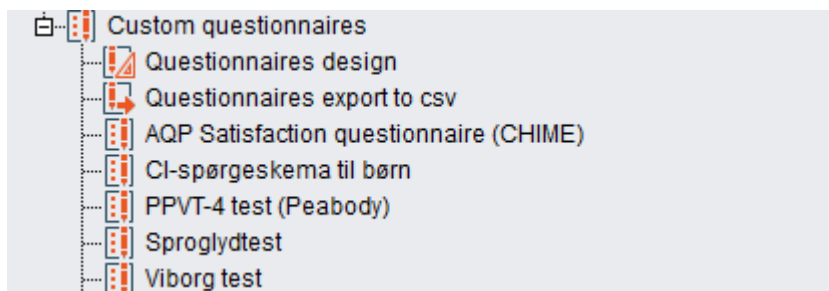 Custom questionnaires
Questionnaires design
Questionnaires export to csv
AQP Satisfaction questionnaire (CHIME)
CI-spørgeskema til børn
PPVT-4 test (Peabody)
Sproglydtest
Viborg test